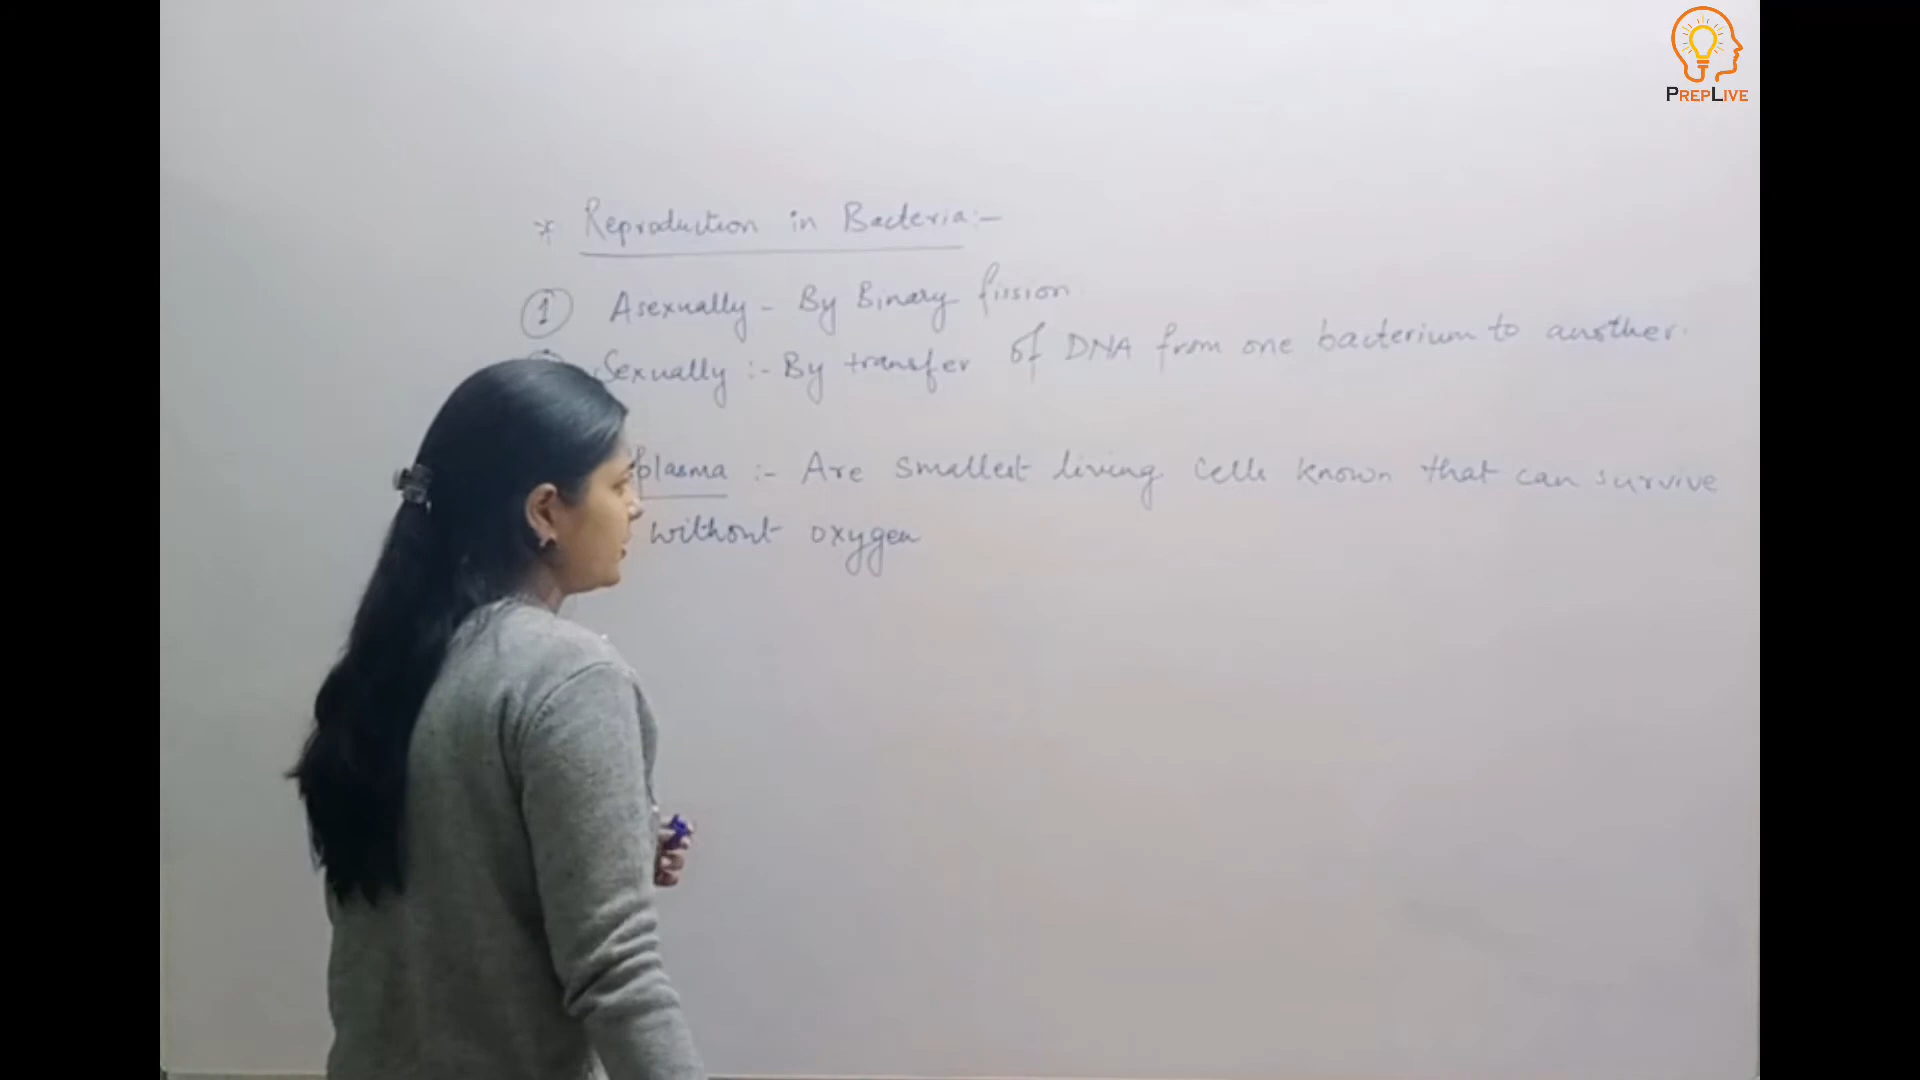 PREPLIVE
* Reproduction in Bacteria:-
① Asexually - By Binary fission
Sexually :- By transfer of DNA from one bacterium to another.
plasma :- Are smallest living cells known that can survive
without oxygen